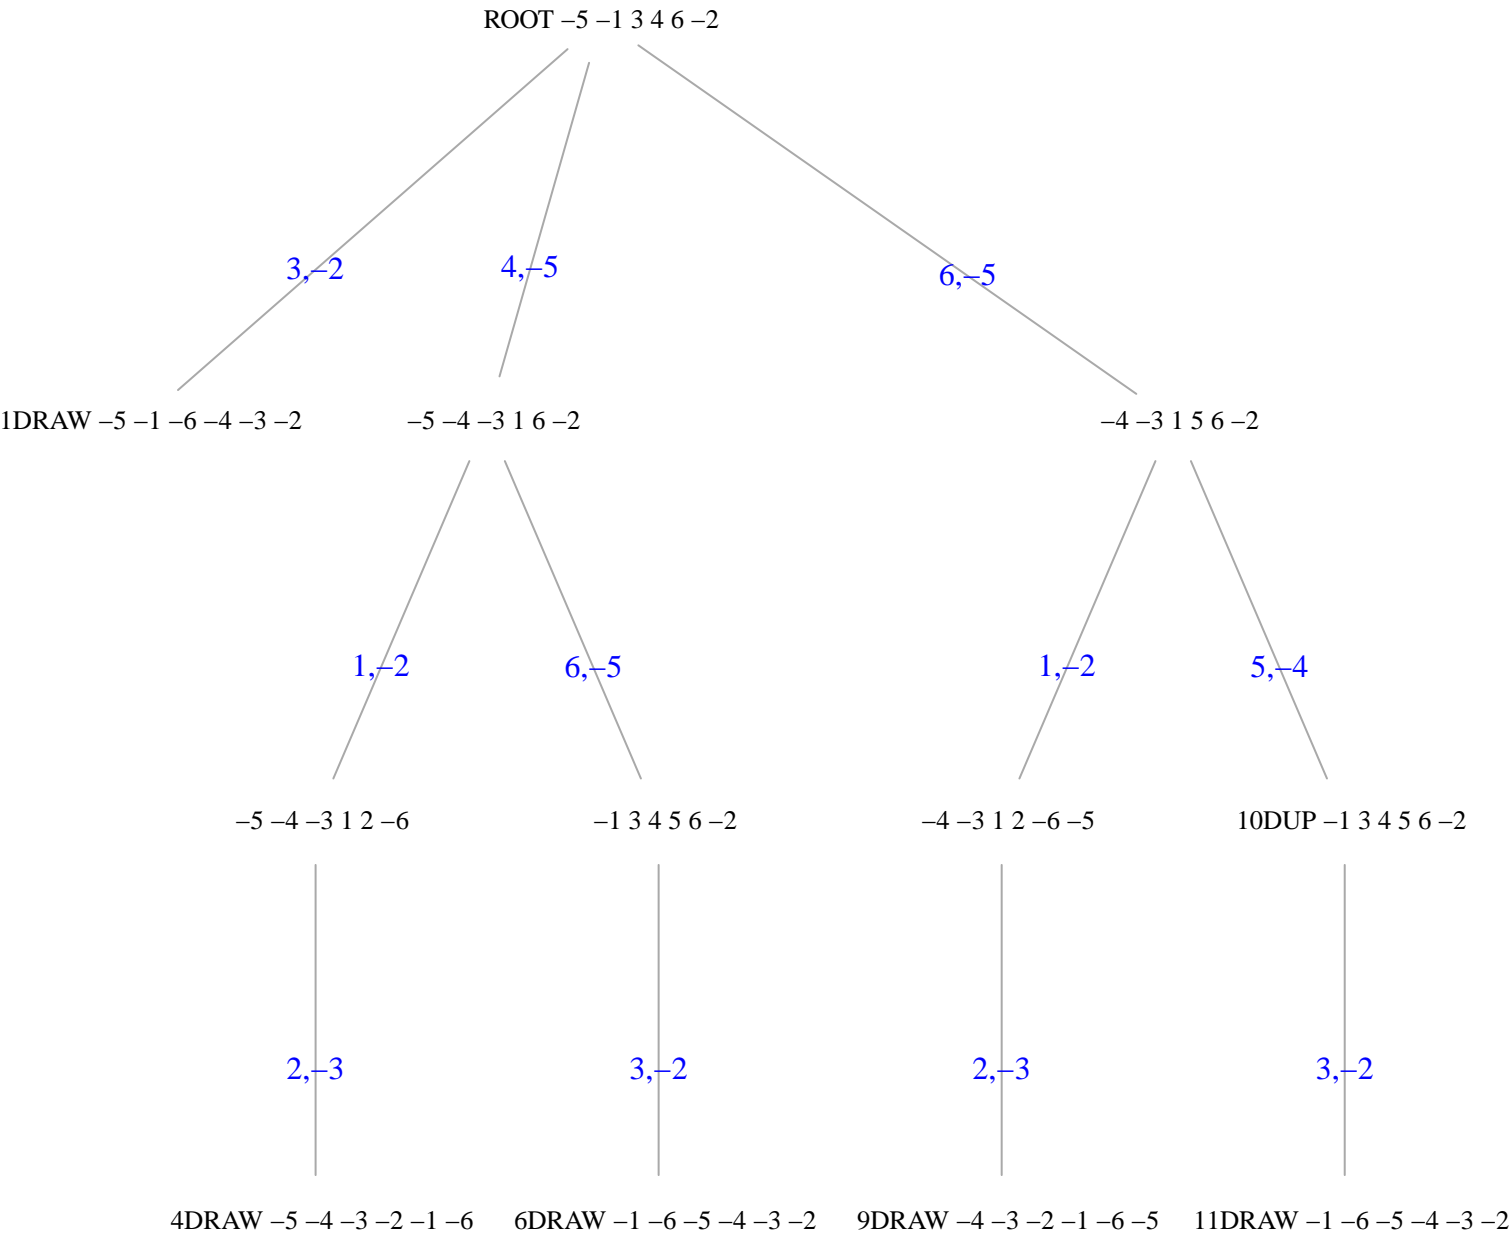 ROOT –5 –1 3 4 6 –2
3,–2
4,–5
6,–5
1DRAW –5 –1 –6 –4 –3 –2
–5 –4 –3 1 6 –2
–4 –3 1 5 6 –2
1,–2
6,–5
1,–2
5,–4
–5 –4 –3 1 2 –6
–1 3 4 5 6 –2
–4 –3 1 2 –6 –5
10DUP –1 3 4 5 6 –2
2,–3
3,–2
2,–3
3,–2
4DRAW –5 –4 –3 –2 –1 –6
6DRAW –1 –6 –5 –4 –3 –2
9DRAW –4 –3 –2 –1 –6 –5
11DRAW –1 –6 –5 –4 –3 –2